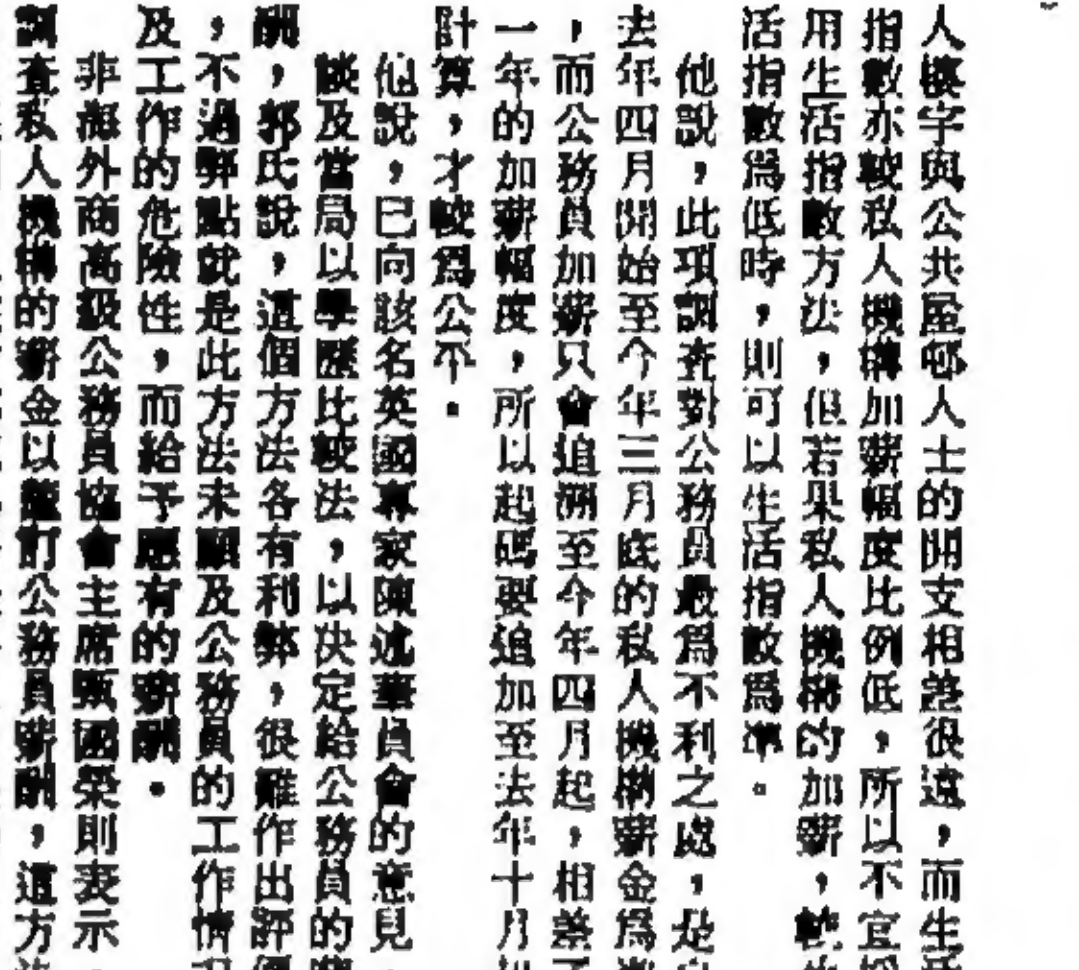 人樓宇與公共屋邨人士的開支相差很遠，而生活
指數亦較私人機構加薪幅度比例低，所以不宜採
用生活指數方法，但若果私人機構的加薪，較生
活指數爲低時，則可以生活指數爲準。
他說，此項調查對公務員最爲不利之處，是
去年四月開始至今年三月底的私人機構薪金爲
，而公務員加薪只會追溯至今年四月起，相差了
一年的加薪幅度，所以起碼要追加至去年十月
計算，才較爲公平。
他說，已向該名英國專家陳述華員會的意見
談及當局以學歷比較法，以決定給公務員的
酬，郭氏說，這個方法各有利弊，很難作出評
，不過弊點就是此方法未顧及公務員的工作情
及工作的危險性，而給予應有的薪酬。
非海外商高級公務員協會主席甄國榮則表示
調查私人機構的薪金以釐訂公務員薪酬，這方